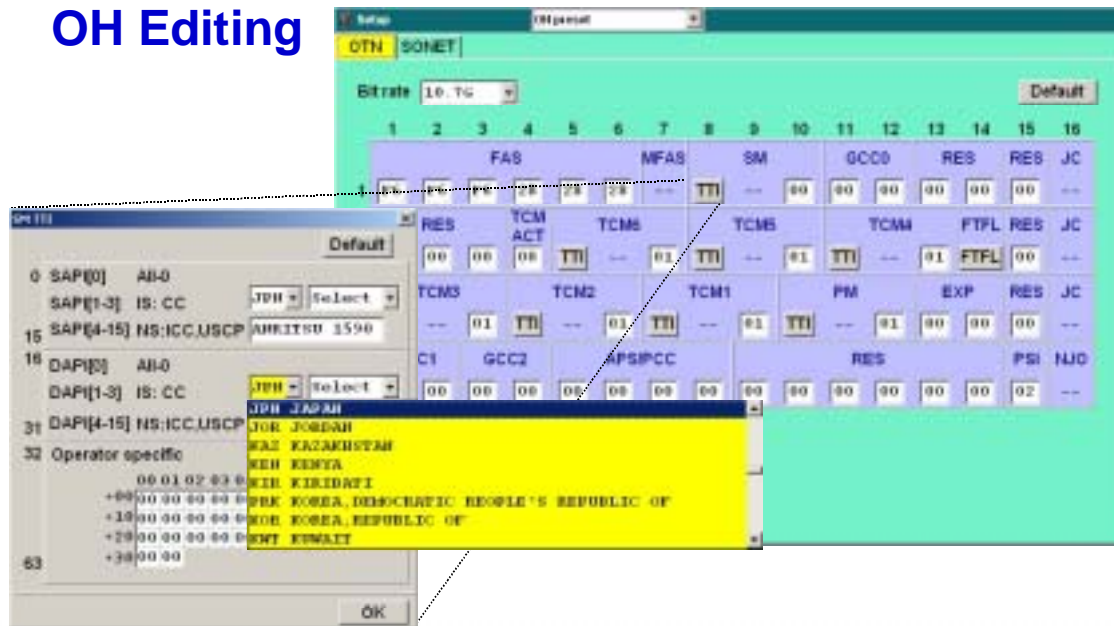 OH Editing
Setup OH preset
OTN SONET
Bit rate 10.7G Default
1 2 3 4 5 6 7 8 9 10 11 12 13 14 15 16
FAS MFAS SM GCC0 RES RES JC
1 F6 F6 F6 28 28 28 -- TTI -- 00 00 00 00 00 00 --
RES TCM ACT TCM6 TCM5 TCM4 FTFL RES JC
00 00 00 TTI -- 01 TTI -- 01 TTI -- 01 FTFL 00 --
TCM3 TCM2 TCM1 PM EXP RES JC
-- 01 TTI -- 01 TTI -- 01 TTI -- 01 00 00 00 --
C1 GCC2 APS/PCC RES PSI NJO
00 00 00 00 00 00 00 00 00 00 00 00 00 02 --
SM TTI
Default
0 SAPI[0] All-0
SAPI[1-3] IS: CC JPN Select
15 SAPI[4-15] NS:ICC,USCP ANRITSU 1590
16 DAPI[0] All-0
DAPI[1-3] IS: CC JPN Select
31 DAPI[4-15] NS:ICC,USCP
32 Operator specific
00 01 02 03
+00 00 00 00 00
+10 00 00 00 00
+20 00 00 00 00
+30 00 00
63
OK
JPN JAPAN
JOR JORDAN
KAZ KAZAKHSTAN
KEN KENYA
KIR KIRIBATI
PRK KOREA,DEMOCRATIC PEOPLE'S REPUBLIC OF
KOR KOREA,REPUBLIC OF
KWT KUWAIT